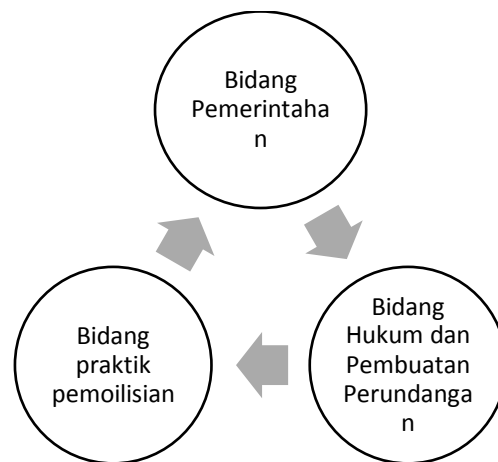 Bidang
Pemerintaha
n
Bidang
Hukum dan
Pembuatan
Perundanga
n
Bidang
praktik
pemoilisian